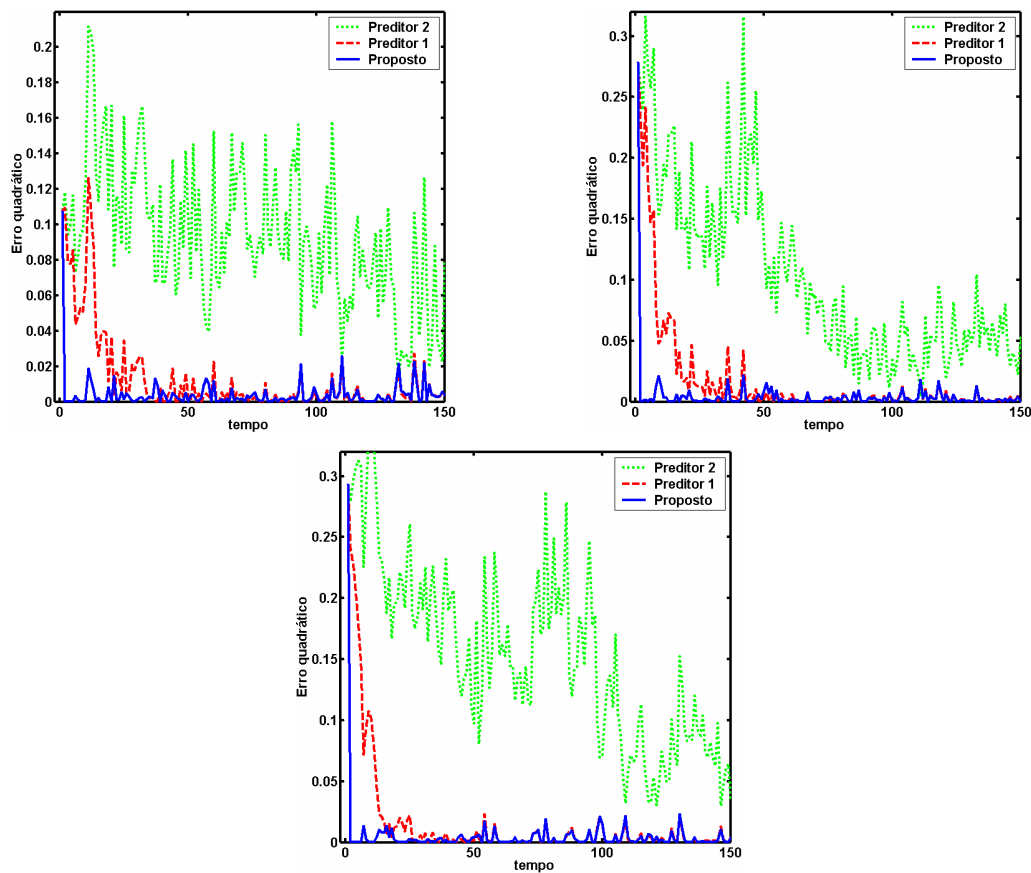 Preditor 2
Preditor 1
Proposto
0.2
0.18
0.16
0.14
0.12
0.1
0.08
0.06
0.04
0.02
0
Erro quadrático
0
50
100
150
tempo
Preditor 2
Preditor 1
Proposto
0.3
0.25
0.2
0.15
0.1
0.05
0
Erro quadrático
0
50
100
150
tempo
Preditor 2
Preditor 1
Proposto
0.3
0.25
0.2
0.15
0.1
0.05
0
Erro quadrático
0
50
100
150
tempo